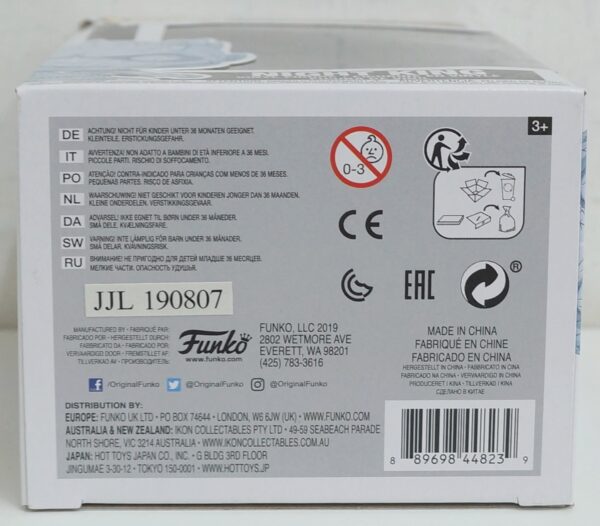 NIGHT KING
3+
DE ACHTUNG! NICHT FÜR KINDER UNTER 36 MONATEN GEEIGNET.
KLEINTEILE. ERSTICKUNGSGEFAHR.
IT AVVERTENZA! NON ADATTO A BAMBINI DI ETÀ INFERIORE A 36 MESI.
PICCOLE PARTI. RISCHIO DI SOFFOCAMENTO.
PO ATENÇÃO! CONTRA-INDICADO PARA CRIANÇAS COM MENOS DE 36 MESES.
PEQUENAS PARTES. RISCO DE ASFIXIA.
NL WAARSCHUWING! NIET GESCHIKT VOOR KINDEREN JONGER DAN 36 MAANDEN.
KLEINE ONDERDELEN. VERSTIKKINGSGEVAAR.
DA ADVARSEL! IKKE EGNET TIL BØRN UNDER 36 MÅNEDER.
SMÅ DELE. KVÆLNINGSFARE.
SW VARNING! INTE LÄMPLIG FÖR BARN UNDER 36 MÅNADER.
SMÅ DELAR. KVÄVNINGSRISK.
RU ВНИМАНИЕ! НЕ ПРИГОДНО ДЛЯ ДЕТЕЙ МЛАДШЕ 36 МЕСЯЦЕВ.
МЕЛКИЕ ЧАСТИ. ОПАСНОСТЬ УДУШЬЯ.
0-3
CE
EAC
®
JJL 190807
MANUFACTURED BY • FABRIQUÉ PAR:
FABRICADO POR • HERGESTELLT DURCH:
FABRICATO DA • FABRICADO POR:
VERVAARDIGD DOOR • FREMSTILLET AF:
TILLVERKAD AV • ПРОИЗВОДИТЕЛЬ:
Funko
www.funko.com
FUNKO, LLC 2019
2802 WETMORE AVE
EVERETT, WA 98201
(425) 783-3616
MADE IN CHINA
FABRIQUÉ EN CHINE
FABRICADO EN CHINA
HERGESTELLT IN CHINA • FABBRICATO IN CINA
FABRICADO NA CHINA • VERVAARDIGD IN CHINA
PRODUCERET I KINA • TILLVERKAD I KINA
СДЕЛАНО В КИТАЕ
/OriginalFunko @OriginalFunko @OriginalFunko
DISTRIBUTION BY:
EUROPE: FUNKO UK LTD • PO BOX 74644 • LONDON, W6 8JW (UK) • WWW.FUNKO.COM
AUSTRALIA & NEW ZEALAND: IKON COLLECTABLES PTY LTD • 49-59 SEABEACH PARADE
NORTH SHORE, VIC 3214 AUSTRALIA • WWW.IKONCOLLECTABLES.COM.AU
JAPAN: HOT TOYS JAPAN CO., INC. • G BLDG 3RD FLOOR
JINGUMAE 3-30-12 • TOKYO 150-0001 • WWW.HOTTOYS.JP
8 89698 44823 9